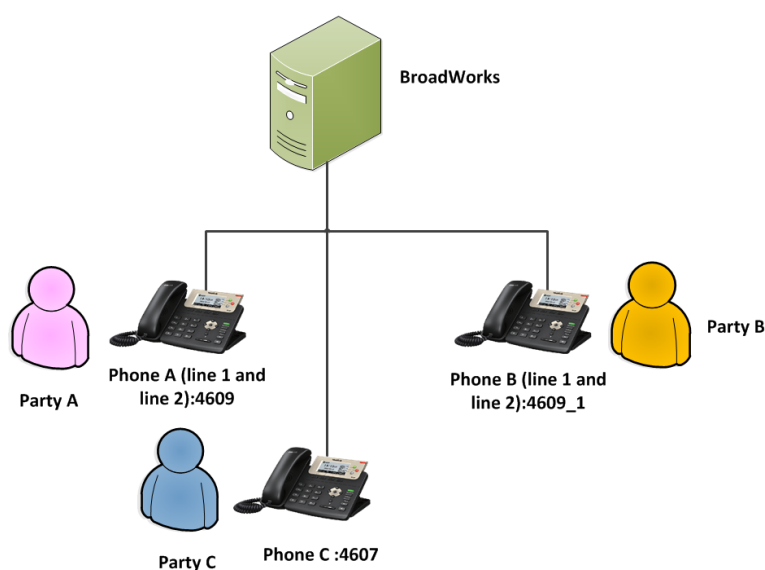 BroadWorks
Party A
Phone A (line 1 and
line 2):4609
Phone B (line 1 and
line 2):4609_1
Party B
Party C
Phone C :4607